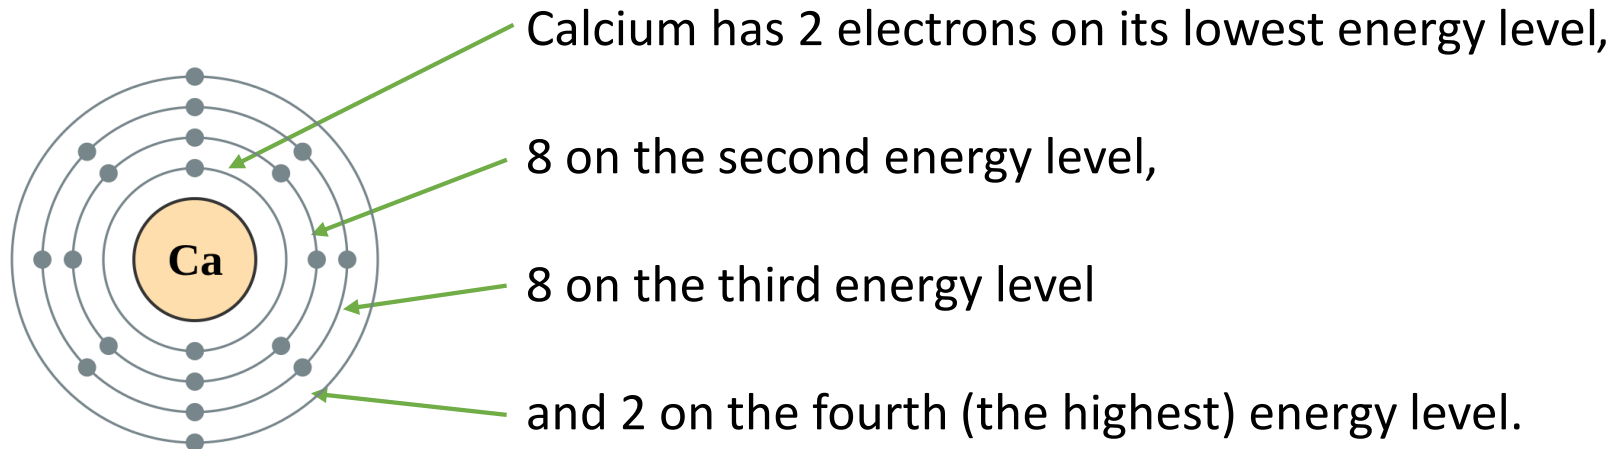 Calcium has 2 electrons on its lowest energy level,
8 on the second energy level,
Ca
8 on the third energy level
and 2 on the fourth (the highest) energy level.